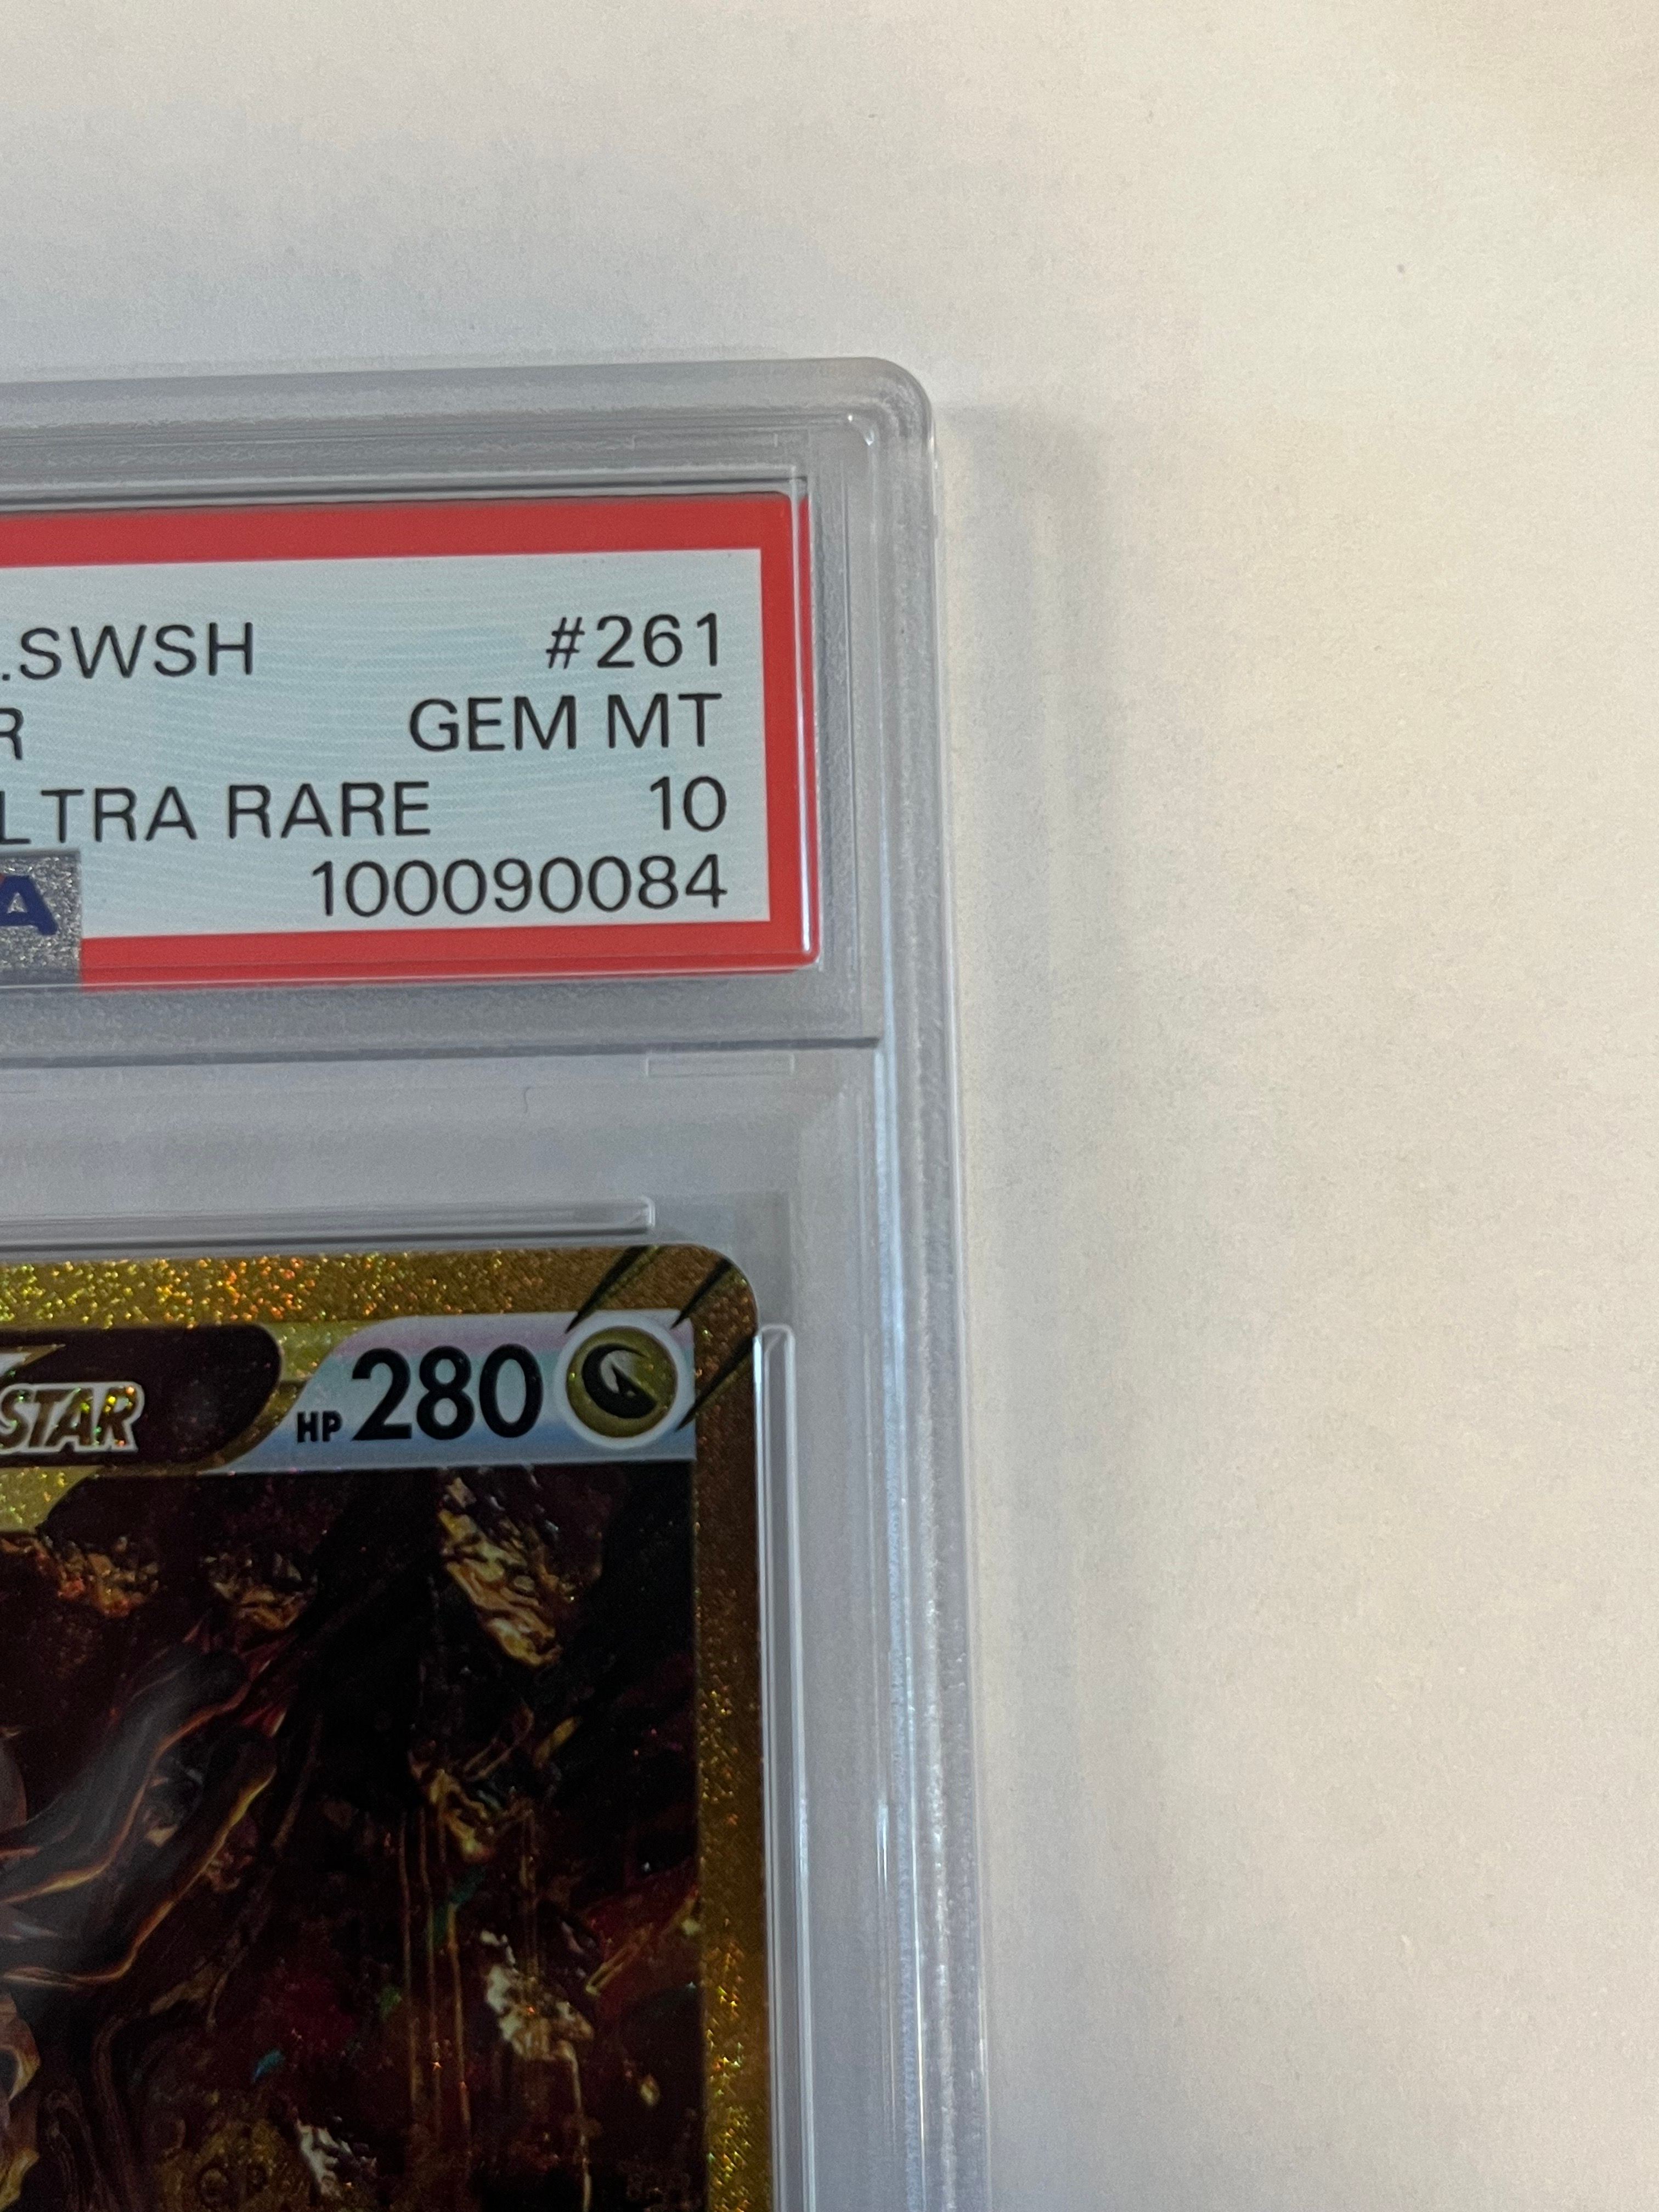 .SWSH #261
R GEM MT
LTRA RARE 10
A 100090084
STAR HP 280